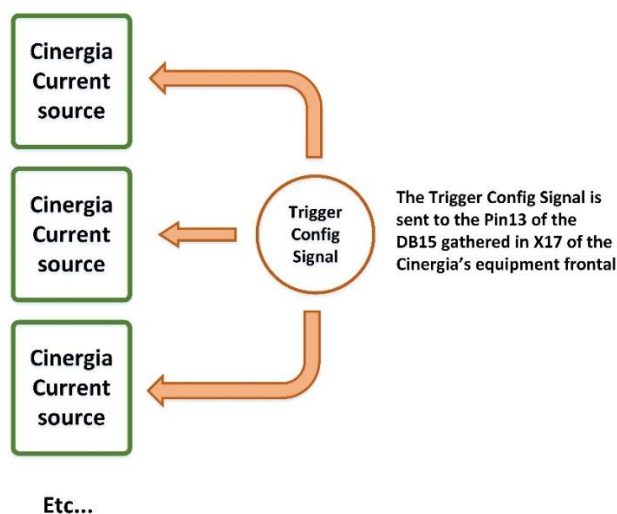 Cinergia
Current
source
Cinergia
Current
source
Trigger
Config
Signal
The Trigger Config Signal is
sent to the Pin13 of the
DB15 gathered in X17 of the
Cinergia's equipment frontal
Cinergia
Current
source
Etc...